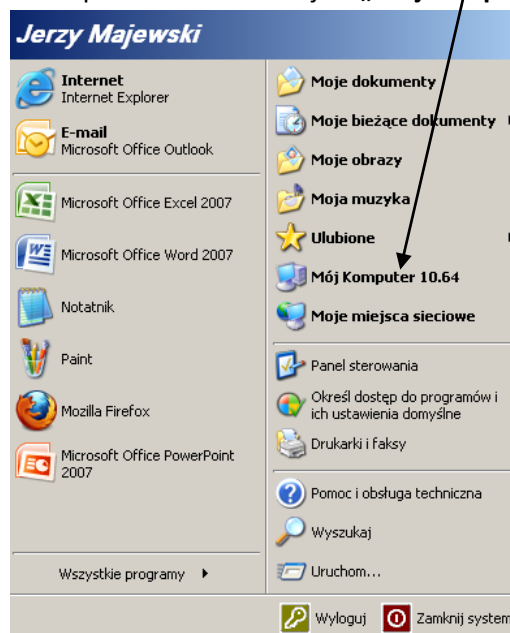 Jerzy Majewski
Internet
Internet Explorer
E-mail
Microsoft Office Outlook
Microsoft Office Excel 2007
Microsoft Office Word 2007
Notatnik
Paint
Mozilla Firefox
Microsoft Office PowerPoint
2007
Wszystkie programy
Moje dokumenty
Moje bieżące dokumenty
Moje obrazy
Moja muzyka
Ulubione
Mój Komputer 10.64
Moje miejsca sieciowe
Panel sterowania
Określ dostęp do programów i
ich ustawienia domyślne
Drukarki i faksy
Pomoc i obsługa techniczna
Wyszukaj
Uruchom...
Wyloguj
Zamknij system